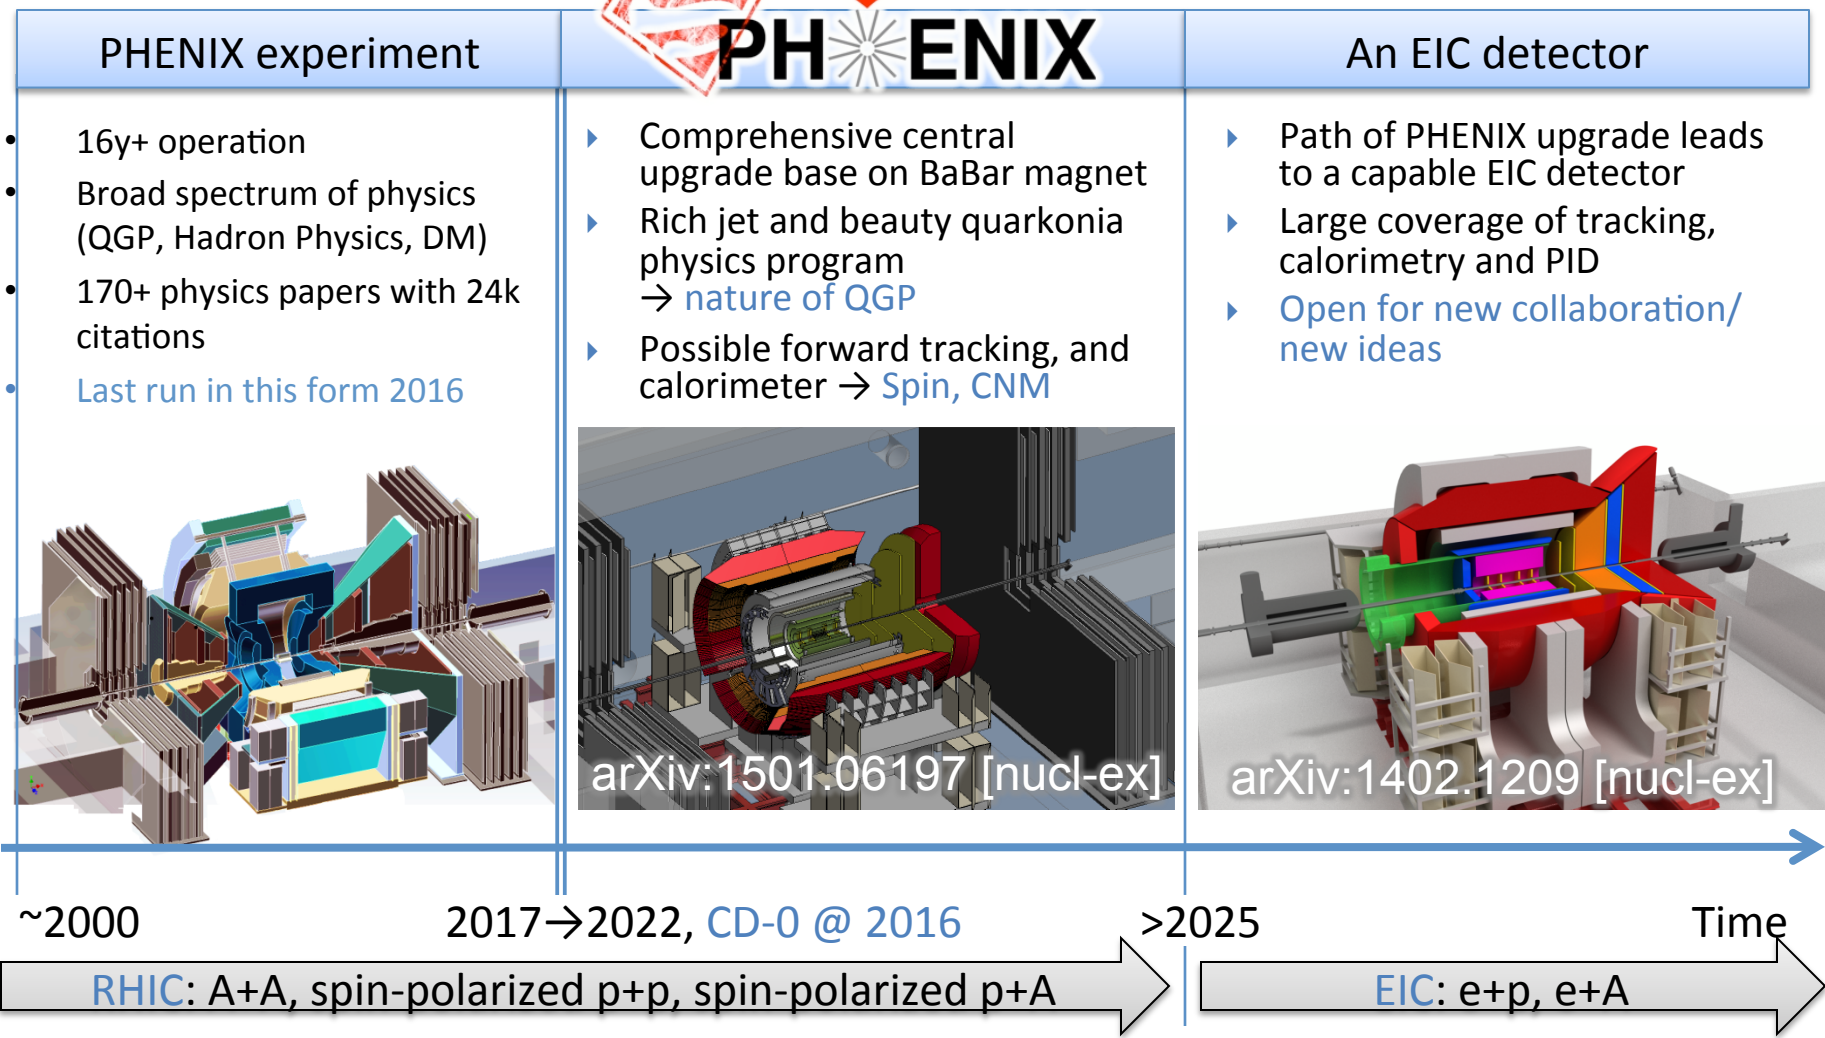 PHENIX experiment
PHENIX
An EIC detector
• 16y+ operation
• Broad spectrum of physics
(QGP, Hadron Physics, DM)
• 170+ physics papers with 24k
citations
• Last run in this form 2016
Comprehensive central
upgrade base on BaBar magnet
Rich jet and beauty quarkonia
physics program
→ nature of QGP
Possible forward tracking, and
calorimeter → Spin, CNM
arXiv:1501.06197 [nucl-ex]
Path of PHENIX upgrade leads
to a capable EIC detector
Large coverage of tracking,
calorimetry and PID
Open for new collaboration/
new ideas
arXiv:1402.1209 [nucl-ex]
~2000
2017→2022, CD-0 @ 2016
>2025
Time
RHIC: A+A, spin-polarized p+p, spin-polarized p+A
EIC: e+p, e+A